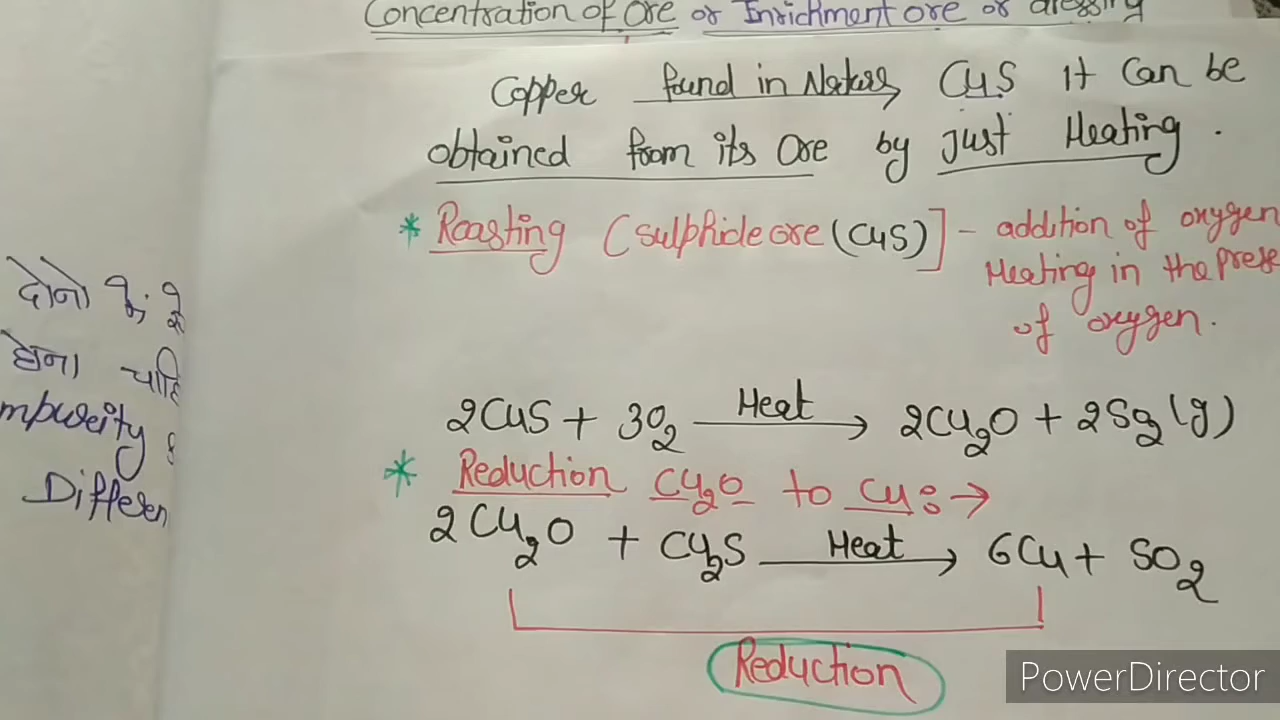 Concentration of Ore or Inrichment ore or dressing
Copper found in Nature CuS It Can be
obtained from its Ore by Just Heating.
* Roasting (sulphide ore (CuS)] - addition of oxygen
Heating in the prese
of oxygen.
दोनो के
होना चाहि
mpurity
Differen
2CuS + 3O2 Heat → 2Cu2O + 2SO2(g)
* Reduction Cu2O to Cu: →
2Cu2O + Cu2S Heat → 6Cu + SO2
Reduction
PowerDirector